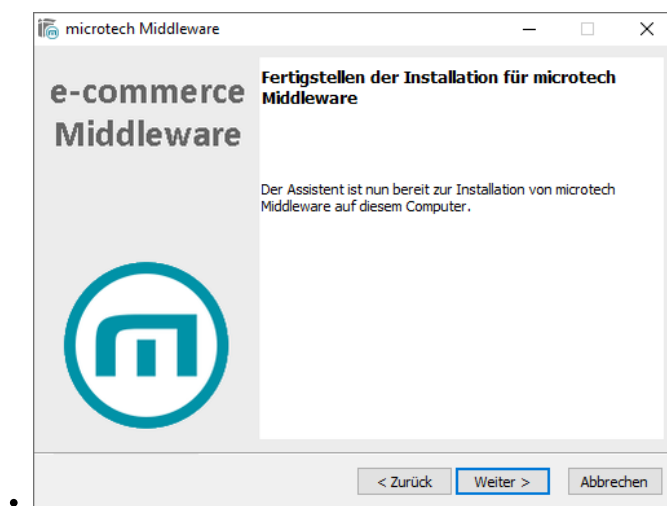 microtech Middleware
e-commerce
Middleware
Fertigstellen der Installation für microtech
Middleware
Der Assistent ist nun bereit zur Installation von microtech
Middleware auf diesem Computer.
< Zurück
Weiter >
Abbrechen